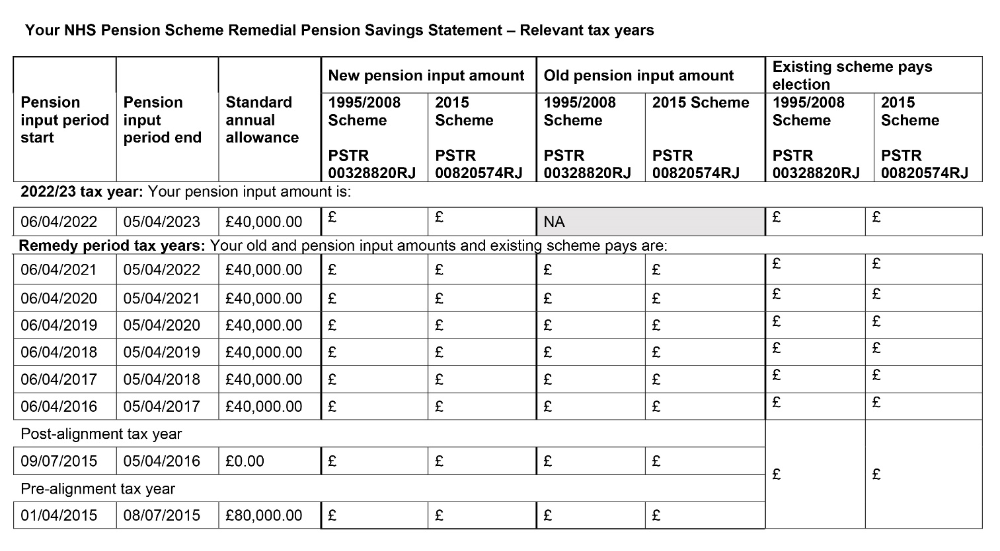 Your NHS Pension Scheme Remedial Pension Savings Statement – Relevant tax years
Pension input period start
Pension input period end
Standard annual allowance
New pension input amount
Old pension input amount
Existing scheme pays election
1995/2008 Scheme PSTR 00328820RJ
2015 Scheme PSTR 00820574RJ
1995/2008 Scheme PSTR 00328820RJ
2015 Scheme PSTR 00820574RJ
1995/2008 Scheme PSTR 00328820RJ
2015 Scheme PSTR 00820574RJ
2022/23 tax year: Your pension input amount is:
06/04/2022 05/04/2023 £40,000.00 £ £ NA £ £
Remedy period tax years: Your old and pension input amounts and existing scheme pays are:
06/04/2021 05/04/2022 £40,000.00 £ £ £ £ £ £
06/04/2020 05/04/2021 £40,000.00 £ £ £ £ £ £
06/04/2019 05/04/2020 £40,000.00 £ £ £ £ £ £
06/04/2018 05/04/2019 £40,000.00 £ £ £ £ £ £
06/04/2017 05/04/2018 £40,000.00 £ £ £ £ £ £
06/04/2016 05/04/2017 £40,000.00 £ £ £ £ £ £
Post-alignment tax year
09/07/2015 05/04/2016 £0.00 £ £ £ £
£ £
Pre-alignment tax year
01/04/2015 08/07/2015 £80,000.00 £ £ £ £